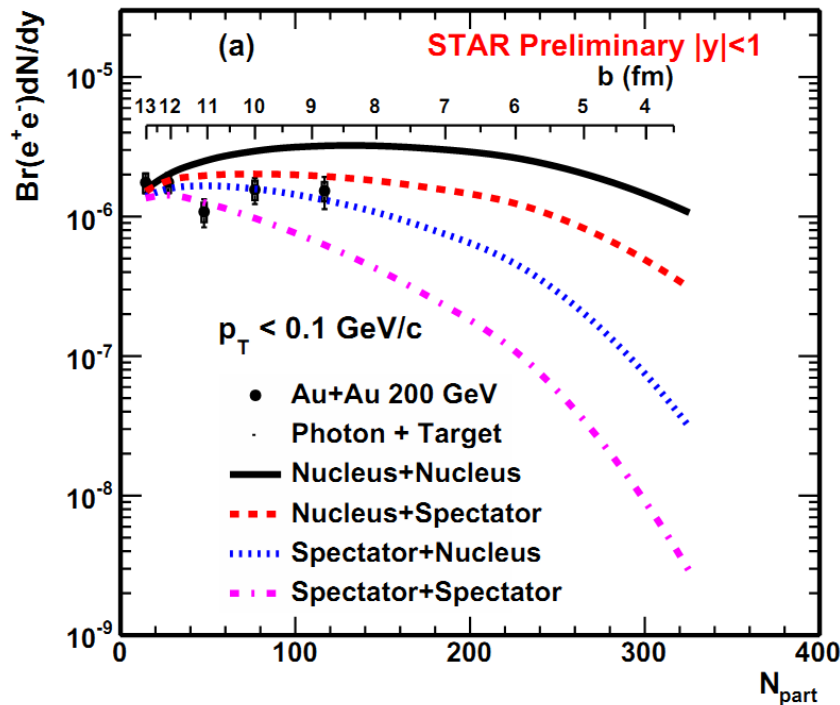 (a) STAR Preliminary |y|<1
b (fm)
13 12 11 10 9 8 7 6 5 4
Br(e⁺e⁻)dN/dy
10⁻⁵
10⁻⁶
10⁻⁷
10⁻⁸
10⁻⁹
p_T < 0.1 GeV/c
Au+Au 200 GeV
Photon + Target
Nucleus+Nucleus
Nucleus+Spectator
Spectator+Nucleus
Spectator+Spectator
0 100 200 300 400
N_part